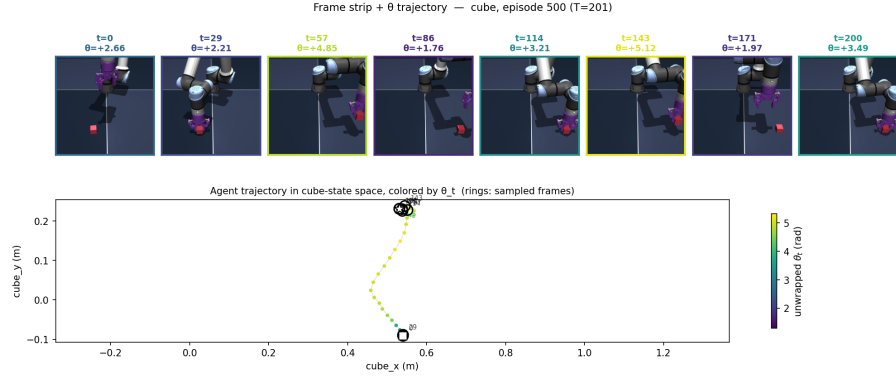 Frame strip + θ trajectory — cube, episode 500 (T=201)
t=0 t=29 t=57 t=86 t=114 t=143 t=171 t=200
θ=+2.66 θ=+2.21 θ=+4.85 θ=+1.76 θ=+3.21 θ=+5.12 θ=+1.97 θ=+3.49
Agent trajectory in cube-state space, colored by θ_t (rings: sampled frames)
cube_y (m)
0.2
0.1
0.0
−0.1
−0.2 0.0 0.2 0.4 0.6 0.8 1.0 1.2
cube_x (m)
5
4
3
2
unwrapped θt (rad)